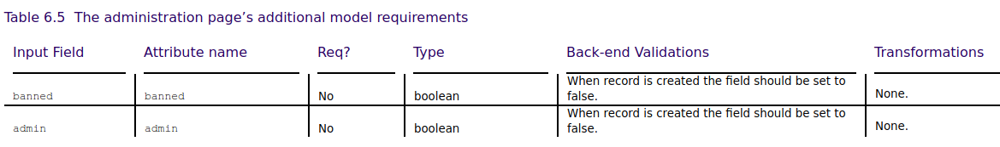 Table 6.5 The administration page’s additional model requirements
Input Field Attribute name Req? Type Back-end Validations Transformations
banned banned No boolean When record is created the field should be set to false. None.
admin admin No boolean When record is created the field should be set to false. None.